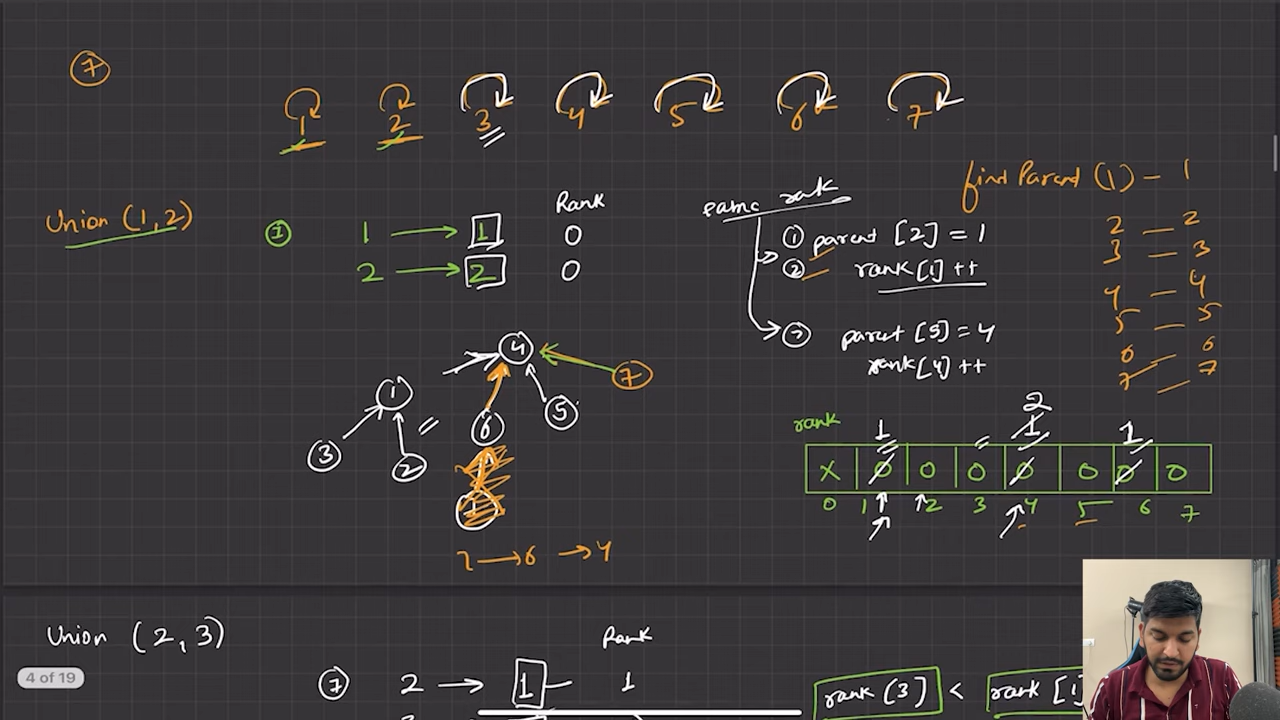 7
1 2 3 4 5 6 7
find Parent (1) - 1
2 — 2
3 — 3
4 — 4
5 — 5
6 — 6
7 — 7
Union (1,2)
Rank
1 1 → 1 0
2 → 2 0
same rank
1 parent [2] = 1
2 rank[1] ++
parent [5] = 4
rank[4] ++
4
1 7
6 5
3 2
7 → 6 → 4
rank
1 2 1
1
X 0 0 0 0 0 0 0
0 1 2 3 4 5 6 7
Union (2,3)
Rank
2 → 1 — 1
rank (3) < rank [1]
4 of 19